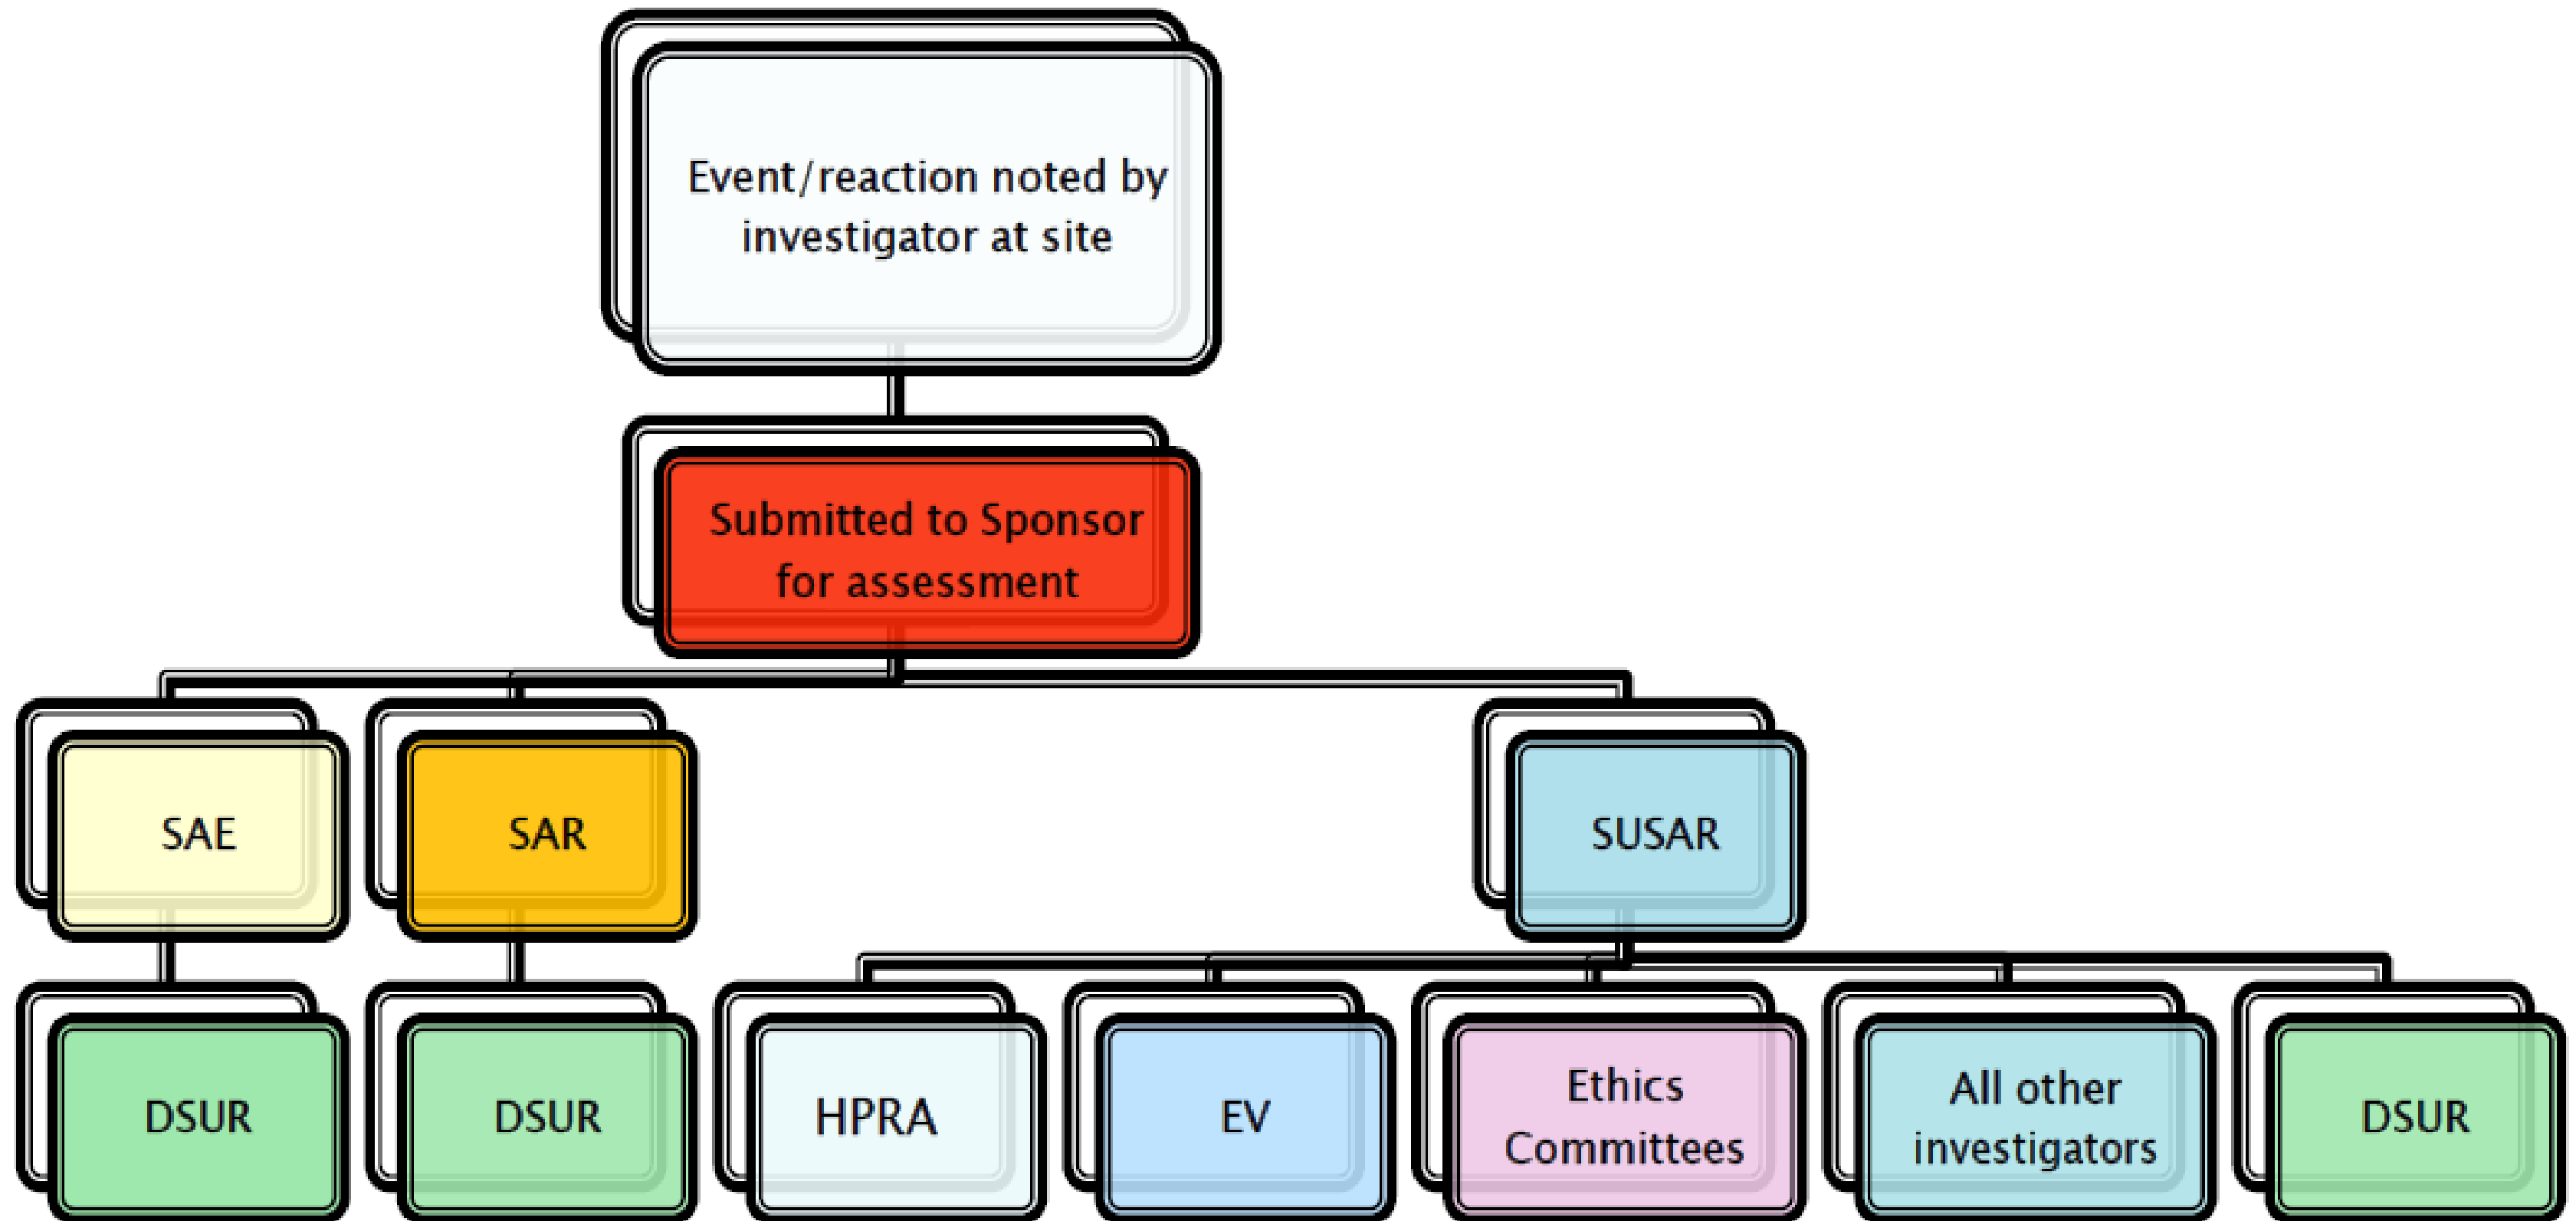 Event/reaction noted by
investigator at site
Submitted to Sponsor
for assessment
SAE
SAR
SUSAR
DSUR
DSUR
HPRA
EV
Ethics
Committees
All other
investigators
DSUR